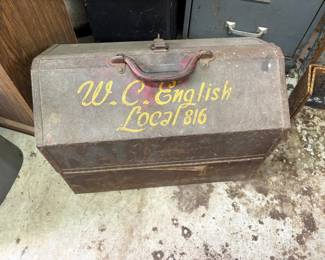 W. C. English
Local 816